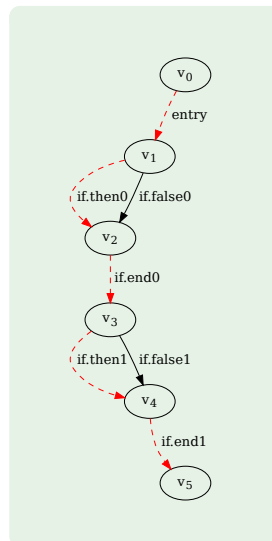 v0
entry
v1
if.then0 if.false0
v2
if.end0
v3
if.then1 if.false1
v4
if.end1
v5